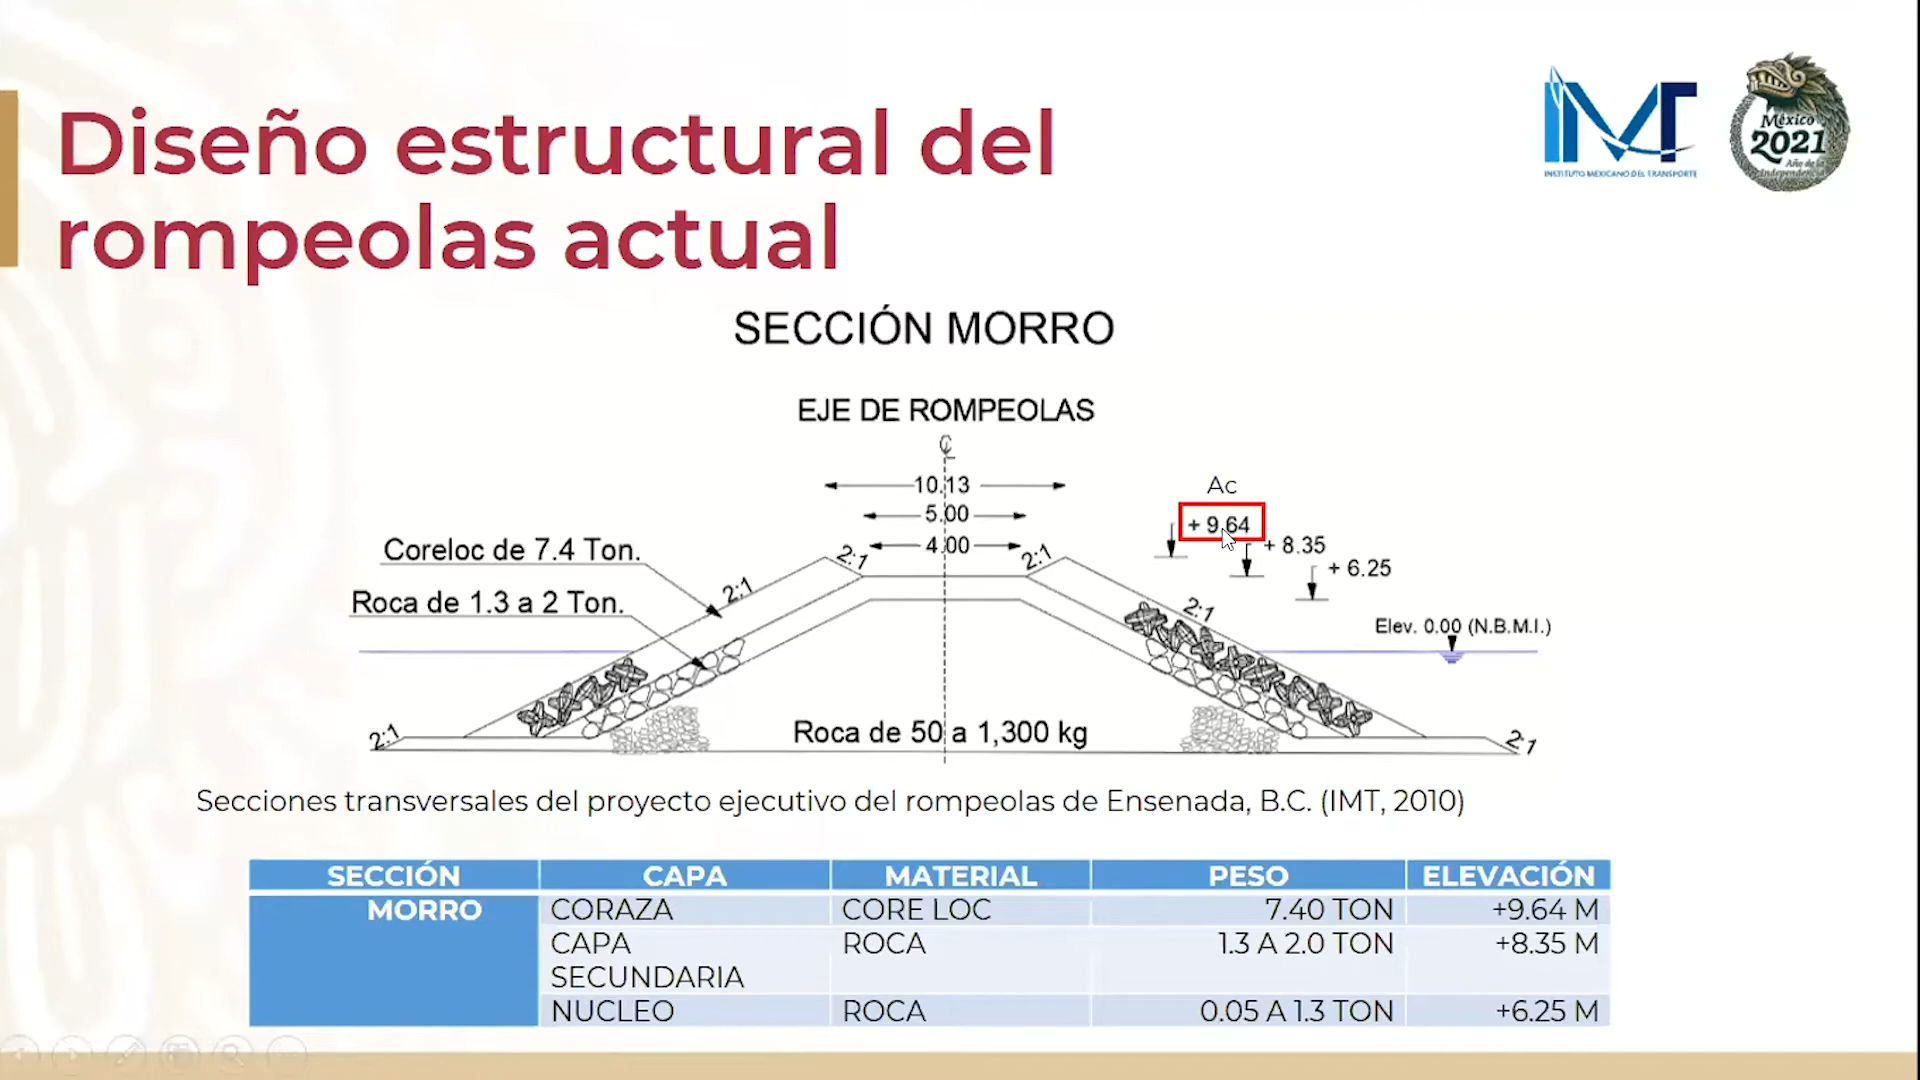 Diseño estructural del
rompeolas actual
INSTITUTO MEXICANO DEL TRANSPORTE
México
2021
Año de la
Independencia
SECCIÓN MORRO
EJE DE ROMPEOLAS
10.13
5.00
4.00
Ac
+ 9.64
+ 8.35
+ 6.25
Coreloc de 7.4 Ton.
Roca de 1.3 a 2 Ton.
2:1
2:1
2:1
2:1
Elev. 0.00 (N.B.M.I.)
2:1
Roca de 50 a 1,300 kg
2:1
Secciones transversales del proyecto ejecutivo del rompeolas de Ensenada, B.C. (IMT, 2010)
SECCIÓN CAPA MATERIAL PESO ELEVACIÓN
MORRO CORAZA CORE LOC 7.40 TON +9.64 M
CAPA SECUNDARIA ROCA 1.3 A 2.0 TON +8.35 M
NUCLEO ROCA 0.05 A 1.3 TON +6.25 M